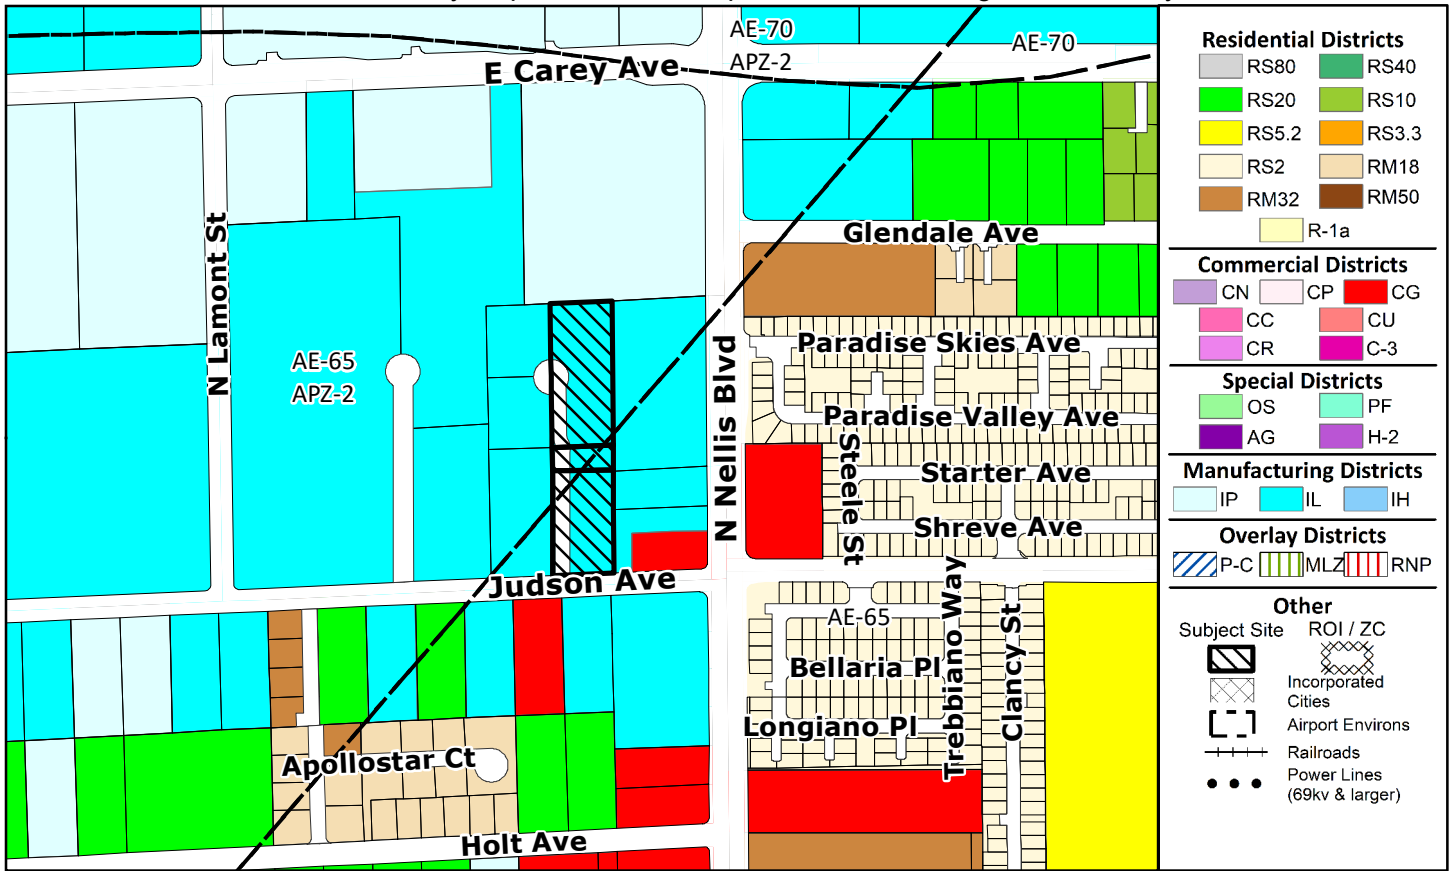 AE-70
APZ-2
AE-70
E Carey Ave
N Lamont St
Glendale Ave
AE-65
APZ-2
N Nellis Blvd
Paradise Skies Ave
Paradise Valley Ave
Steele St
Starter Ave
Shreve Ave
Judson Ave
AE-65
Trebbiano Way
Clancy St
Bellaria Pl
Longiano Pl
Apollostar Ct
Holt Ave
Residential Districts
RS80
RS40
RS20
RS10
RS5.2
RS3.3
RS2
RM18
RM32
RM50
R-1a
Commercial Districts
CN
CP
CG
CC
CU
CR
C-3
Special Districts
OS
PF
AG
H-2
Manufacturing Districts
IP
IL
IH
Overlay Districts
P-C
MLZ
RNP
Other
Subject Site
ROI / ZC
Incorporated
Cities
Airport Environs
Railroads
Power Lines
(69kv & larger)